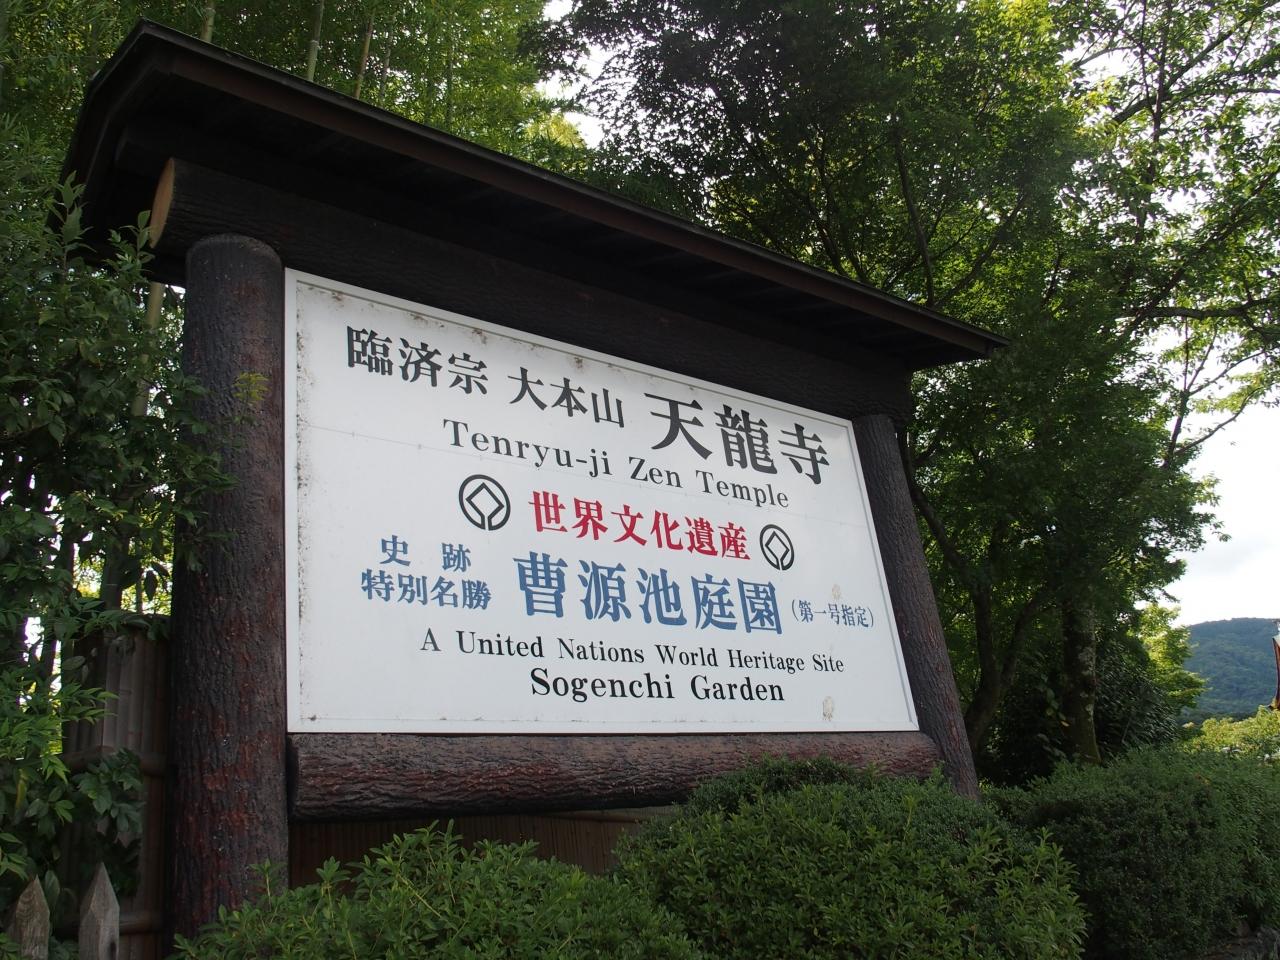 臨済宗 大本山 天龍寺
Tenryu-ji Zen Temple
世界文化遺産
史跡
特別名勝 曹源池庭園 (第一号指定)
A United Nations World Heritage Site
Sogenchi Garden